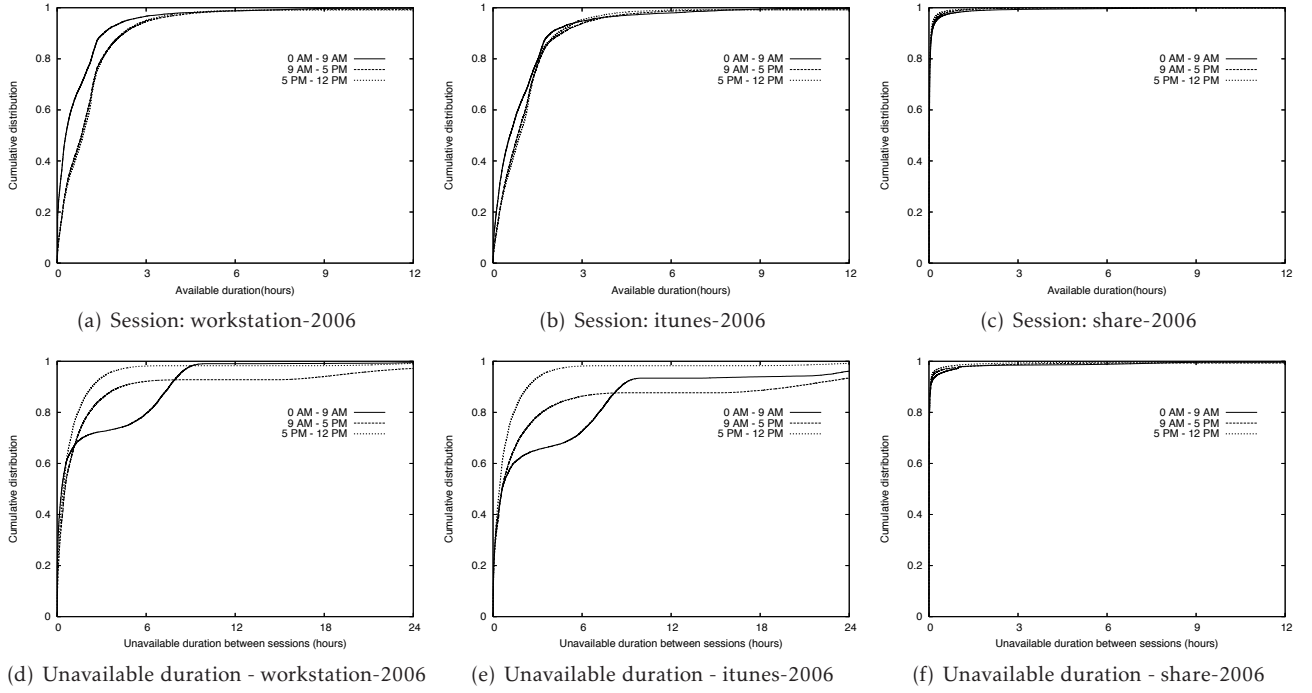 1
0.8
0.6
0.4
0.2
0
Cumulative distribution
0 AM - 9 AM
9 AM - 5 PM
5 PM - 12 PM
0 3 6 9 12
Available duration(hours)
(a) Session: workstation-2006
1
0.8
0.6
0.4
0.2
0
Cumulative distribution
0 AM - 9 AM
9 AM - 5 PM
5 PM - 12 PM
0 3 6 9 12
Available duration(hours)
(b) Session: itunes-2006
1
0.8
0.6
0.4
0.2
0
Cumulative distribution
0 AM - 9 AM
9 AM - 5 PM
5 PM - 12 PM
0 3 6 9 12
Available duration(hours)
(c) Session: share-2006
1
0.8
0.6
0.4
0.2
0
Cumulative distribution
0 AM - 9 AM
9 AM - 5 PM
5 PM - 12 PM
0 6 12 18 24
Unavailable duration between sessions (hours)
(d) Unavailable duration - workstation-2006
1
0.8
0.6
0.4
0.2
0
Cumulative distribution
0 AM - 9 AM
9 AM - 5 PM
5 PM - 12 PM
0 6 12 18 24
Unavailable duration between sessions (hours)
(e) Unavailable duration - itunes-2006
1
0.8
0.6
0.4
0.2
0
Cumulative distribution
0 AM - 9 AM
9 AM - 5 PM
5 PM - 12 PM
0 3 6 9 12
Unavailable duration between sessions (hours)
(f) Unavailable duration - share-2006